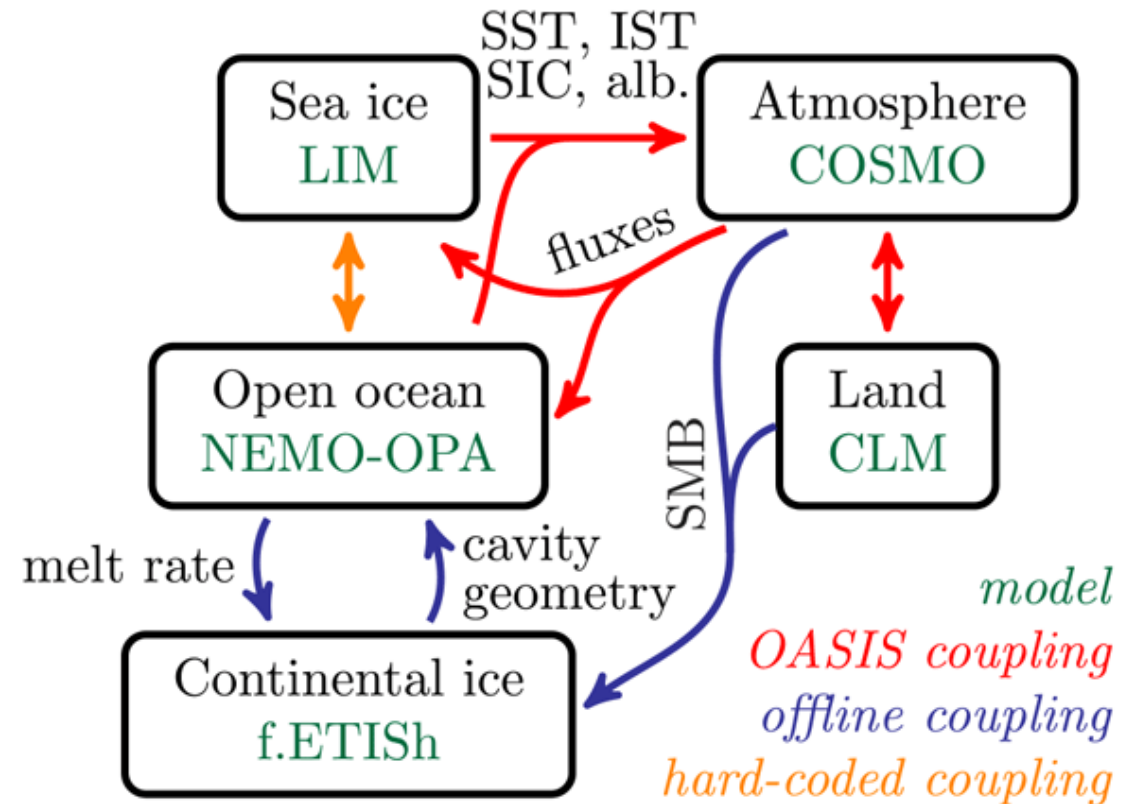 SST, IST
SIC, alb.
Sea ice
LIM
Atmosphere
COSMO
fluxes
Open ocean
NEMO-OPA
Land
CLM
SMB
melt rate
cavity
geometry
Continental ice
f.ETISh
model
OASIS coupling
offline coupling
hard-coded coupling